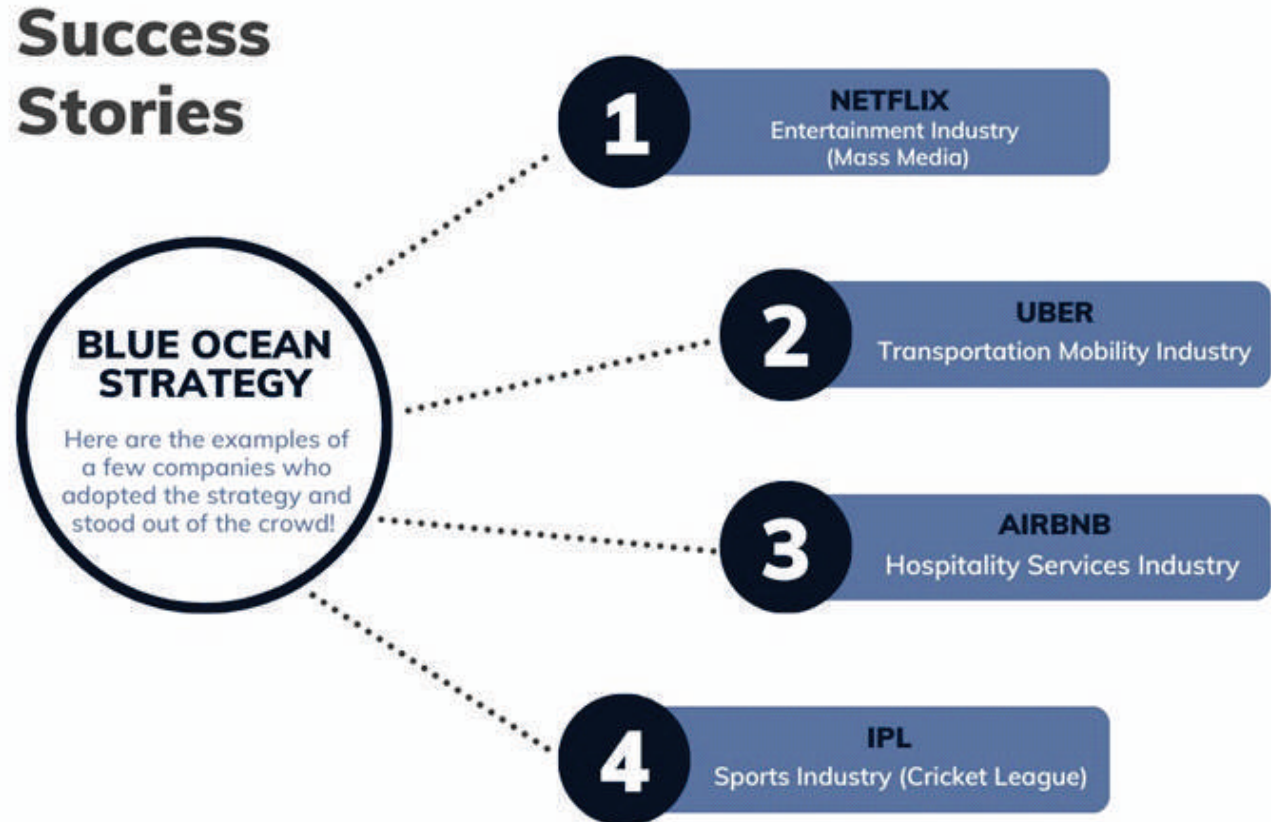 Success
Stories
BLUE OCEAN
STRATEGY
Here are the examples of
a few companies who
adopted the strategy and
stood out of the crowd!
1
NETFLIX
Entertainment Industry
(Mass Media)
2
UBER
Transportation Mobility Industry
3
AIRBNB
Hospitality Services Industry
4
IPL
Sports Industry (Cricket League)